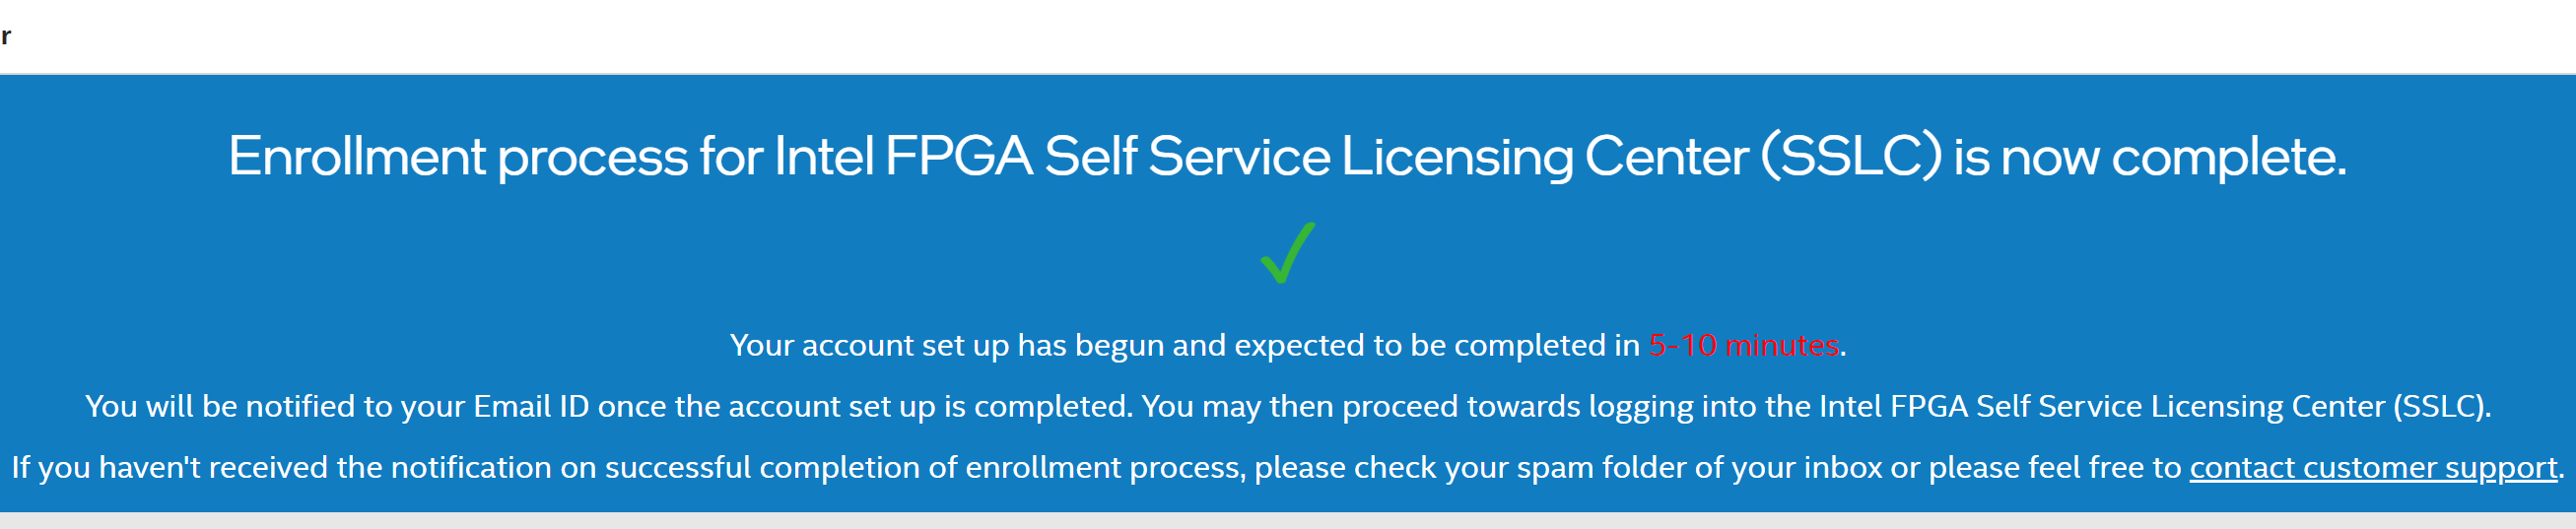 r
Enrollment process for Intel FPGA Self Service Licensing Center (SSLC) is now complete.
Your account set up has begun and expected to be completed in 5-10 minutes.
You will be notified to your Email ID once the account set up is completed. You may then proceed towards logging into the Intel FPGA Self Service Licensing Center (SSLC).
If you haven't received the notification on successful completion of enrollment process, please check your spam folder of your inbox or please feel free to contact customer support.